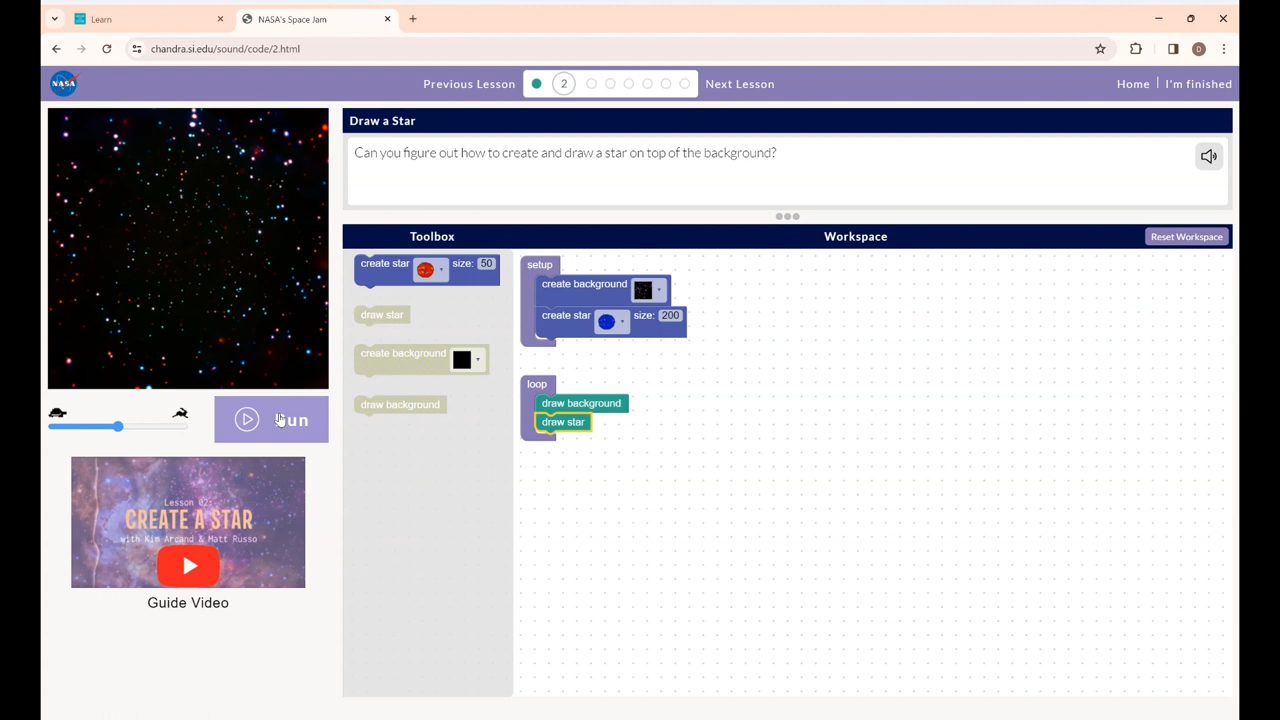 Learn
NASA's Space Jam
chandra.si.edu/sound/code/2.html
D
NASA
Previous Lesson
2
Next Lesson
Home
I'm finished
Draw a Star
Can you figure out how to create and draw a star on top of the background?
Toolbox
Workspace
Reset Workspace
create star size: 50
draw star
create background
draw background
setup
create background
create star size: 200
loop
draw background
draw star
Run
Lesson 02:
CREATE A STAR
with Kim Arcand & Matt Russo
Guide Video